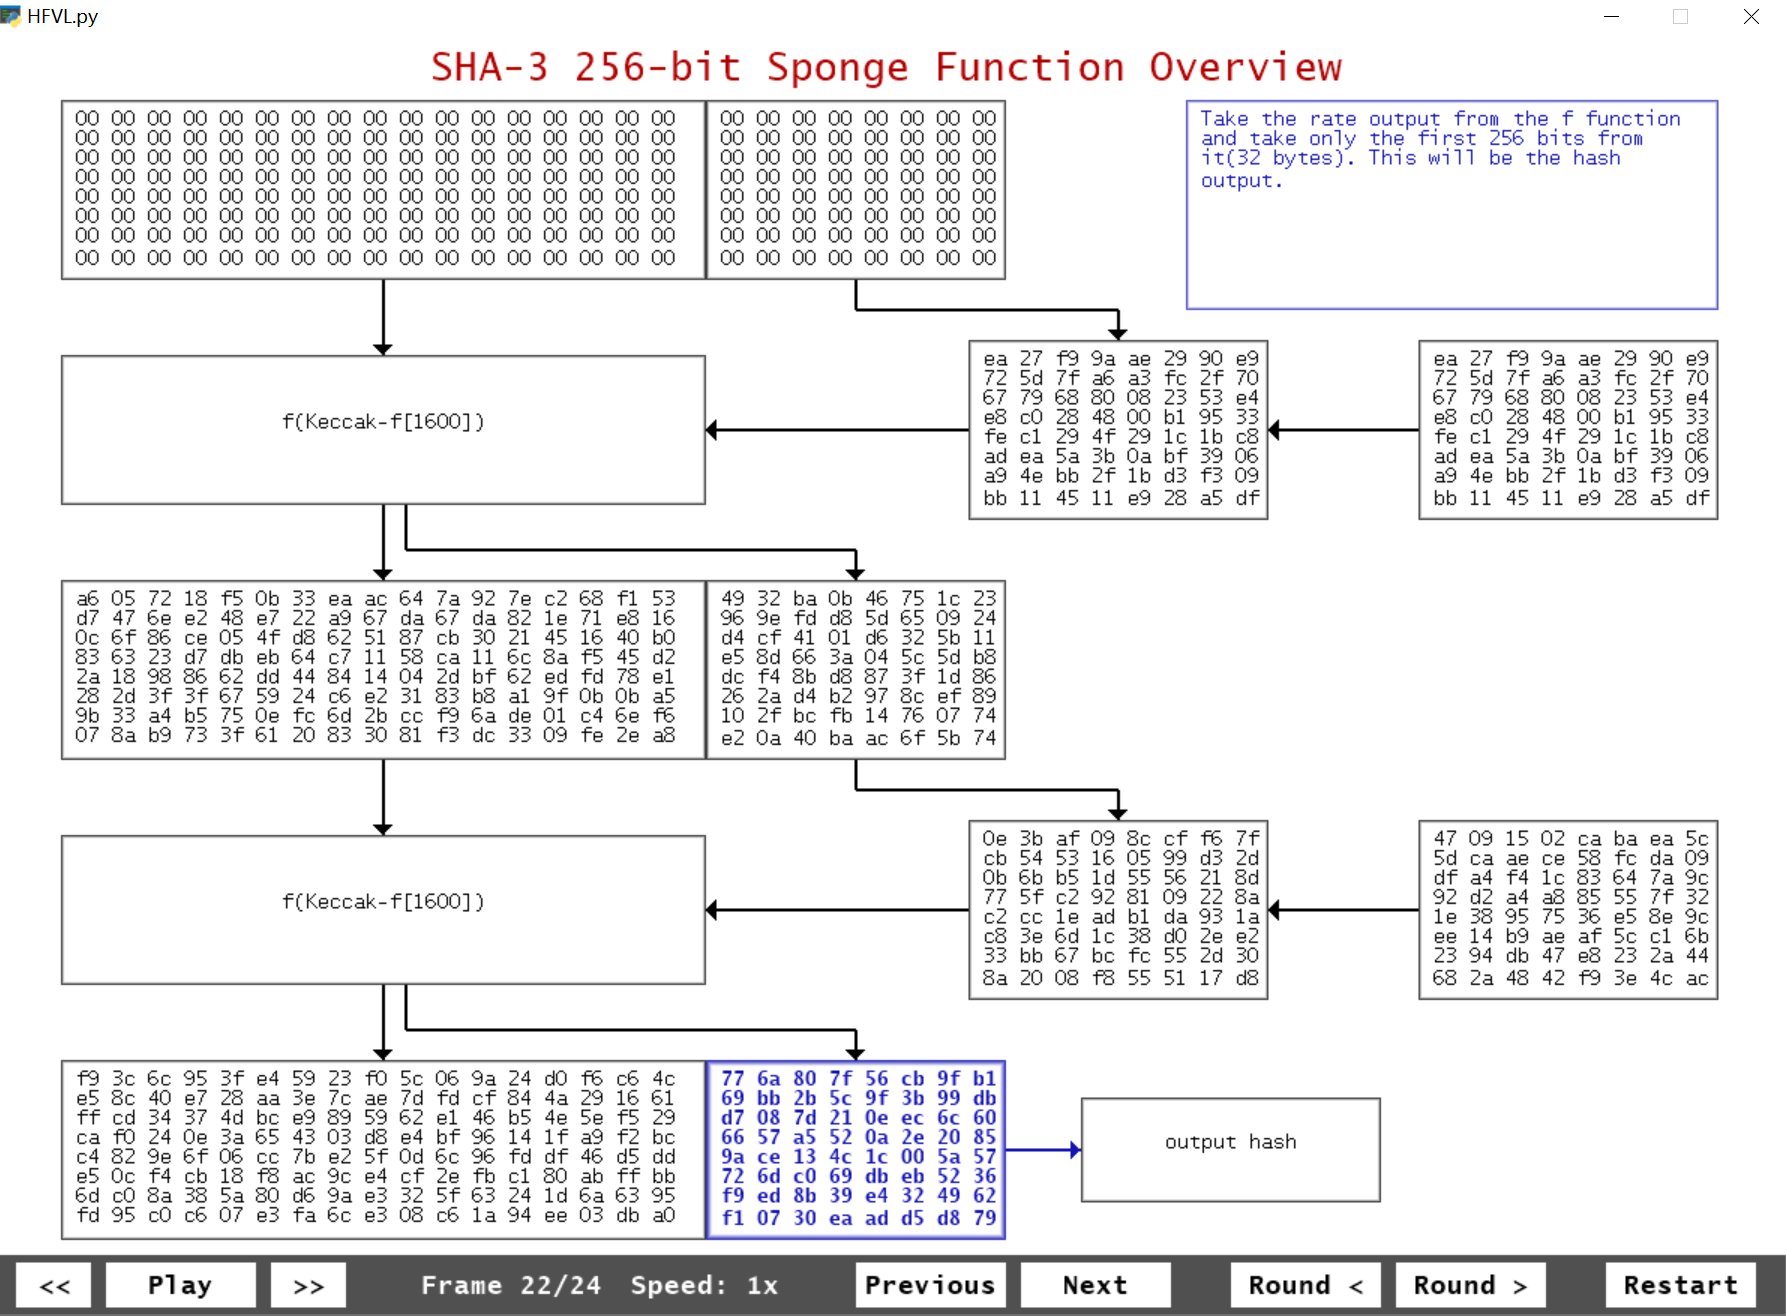 HFVL.py
SHA-3 256-bit Sponge Function Overview
00 00 00 00 00 00 00 00 00 00 00 00 00 00 00 00 00
00 00 00 00 00 00 00 00 00 00 00 00 00 00 00 00 00
00 00 00 00 00 00 00 00 00 00 00 00 00 00 00 00 00
00 00 00 00 00 00 00 00 00 00 00 00 00 00 00 00 00
00 00 00 00 00 00 00 00 00 00 00 00 00 00 00 00 00
00 00 00 00 00 00 00 00 00 00 00 00 00 00 00 00 00
00 00 00 00 00 00 00 00 00 00 00 00 00 00 00 00 00
00 00 00 00 00 00 00 00 00 00 00 00 00 00 00 00 00
00 00 00 00 00 00 00 00
00 00 00 00 00 00 00 00
00 00 00 00 00 00 00 00
00 00 00 00 00 00 00 00
00 00 00 00 00 00 00 00
00 00 00 00 00 00 00 00
00 00 00 00 00 00 00 00
00 00 00 00 00 00 00 00
Take the rate output from the f function
and take only the first 256 bits from
it(32 bytes). This will be the hash
output.
f(Keccak-f[1600])
ea 27 f9 9a ae 29 90 e9
72 5d 7f a6 a3 fc 2f 70
67 79 68 80 08 23 53 e4
e8 c0 28 48 00 b1 95 33
fe c1 29 4f 29 1c 1b c8
ad ea 5a 3b 0a bf 39 06
a9 4e bb 2f 1b d3 f3 09
bb 11 45 11 e9 28 a5 df
ea 27 f9 9a ae 29 90 e9
72 5d 7f a6 a3 fc 2f 70
67 79 68 80 08 23 53 e4
e8 c0 28 48 00 b1 95 33
fe c1 29 4f 29 1c 1b c8
ad ea 5a 3b 0a bf 39 06
a9 4e bb 2f 1b d3 f3 09
bb 11 45 11 e9 28 a5 df
a6 05 72 18 f5 0b 33 ea ac 64 7a 92 7e c2 68 f1 53
d7 47 6e e2 48 e7 22 a9 67 da 67 da 82 1e 71 e8 16
0c 6f 86 ce 05 4f d8 62 51 87 cb 30 21 45 16 40 b0
83 63 23 d7 db eb 64 c7 11 58 ca 11 6c 8a f5 45 d2
2a 18 98 86 62 dd 44 84 14 04 2d bf 62 ed fd 78 e1
28 2d 3f 3f 67 59 24 c6 e2 31 83 b8 a1 9f 0b 0b a5
9b 33 a4 b5 75 0e fc 6d 2b cc f9 6a de 01 c4 6e f6
07 8a b9 73 3f 61 20 83 30 81 f3 dc 33 09 fe 2e a8
49 32 ba 0b 46 75 1c 23
96 9e fd d8 5d 65 09 24
d4 cf 41 01 d6 32 5b 11
e5 8d 66 3a 04 5c 5d b8
dc f4 8b d8 87 3f 1d 86
26 2a d4 b2 97 8c ef 89
10 2f bc fb 14 76 07 74
e2 0a 40 ba ac 6f 5b 74
f(Keccak-f[1600])
0e 3b af 09 8c cf f6 7f
cb 54 53 16 05 99 d3 2d
0b 6b b5 1d 55 56 21 8d
77 5f c2 92 81 09 22 8a
c2 cc 1e ad b1 da 93 1a
c8 3e 6d 1c 38 d0 2e e2
33 bb 67 bc fc 55 2d 30
8a 20 08 f8 55 51 17 d8
47 09 15 02 ca ba ea 5c
5d ca ae ce 58 fc da 09
df a4 f4 1c 83 64 7a 9c
92 d2 a4 a8 85 55 7f 32
1e 38 95 75 36 e5 8e 9c
ee 14 b9 ae af 5c c1 6b
23 94 db 47 e8 23 2a 44
68 2a 48 42 f9 3e 4c ac
f9 3c 6c 95 3f e4 59 23 f0 5c 06 9a 24 d0 f6 c6 4c
e5 8c 40 e7 28 aa 3e 7c ae 7d fd cf 84 4a 29 16 61
ff cd 34 37 4d bc e9 89 59 62 e1 46 b5 4e 5e f5 29
ca f0 24 0e 3a 65 43 03 d8 e4 bf 96 14 1f a9 f2 bc
c4 82 9e 6f 06 cc 7b e2 5f 0d 6c 96 fd df 46 d5 dd
e5 0c f4 cb 18 f8 ac 9c e4 cf 2e fb c1 80 ab ff bb
6d c0 8a 38 5a 80 d6 9a e3 32 5f 63 24 1d 6a 63 95
fd 95 c0 c6 07 e3 fa 6c e3 08 c6 1a 94 ee 03 db a0
77 6a 80 7f 56 cb 9f b1
69 bb 2b 5c 9f 3b 99 db
d7 08 7d 21 0e ec 6c 60
66 57 a5 52 0a 2e 20 85
9a ce 13 4c 1c 00 5a 57
72 6d c0 69 db eb 52 36
f9 ed 8b 39 e4 32 49 62
f1 07 30 ea ad d5 d8 79
output hash
<< Play >> Frame 22/24 Speed: 1x Previous Next Round < Round > Restart